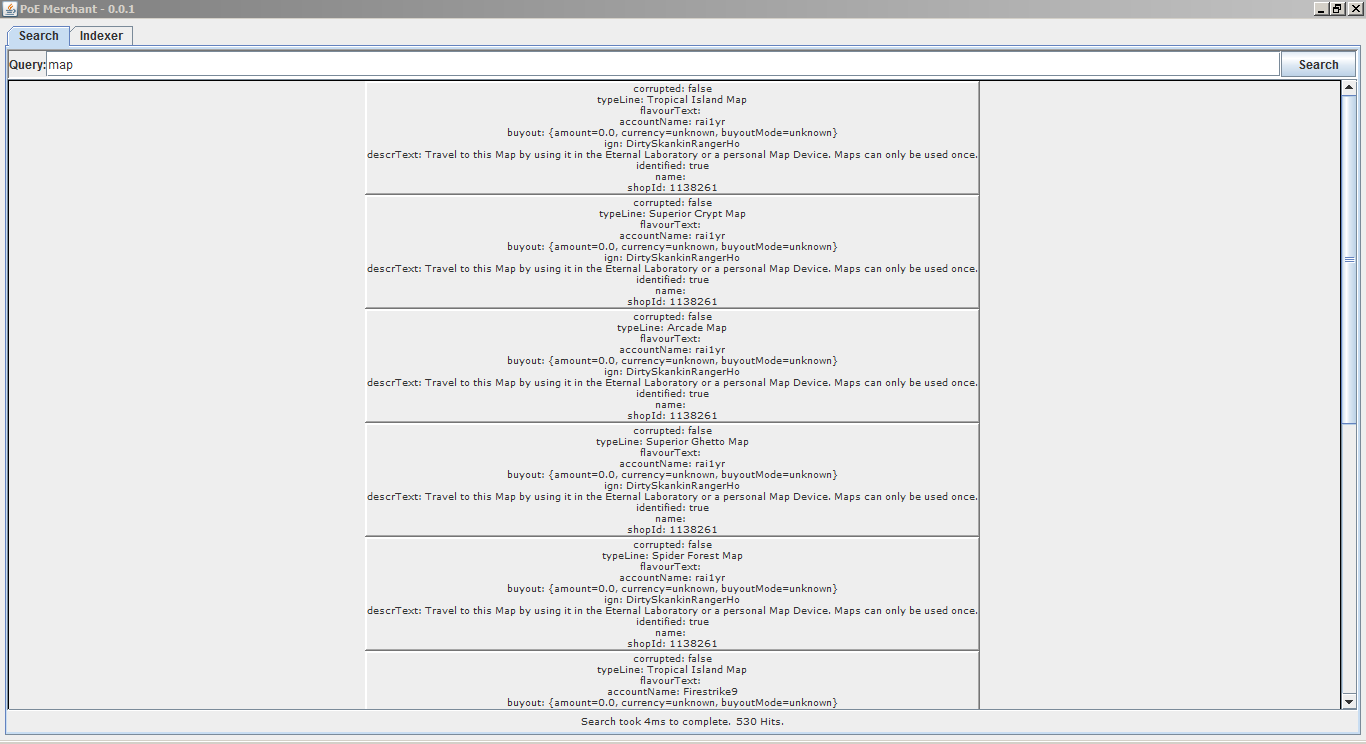 PoE Merchant - 0.0.1
Search Indexer
Query: map Search
corrupted: false
typeLine: Tropical Island Map
flavourText:
accountName: rai1yr
buyout: {amount=0.0, currency=unknown, buyoutMode=unknown}
ign: DirtySkankinRangerHo
descrText: Travel to this Map by using it in the Eternal Laboratory or a personal Map Device. Maps can only be used once.
identified: true
name:
shopId: 1138261
corrupted: false
typeLine: Superior Crypt Map
flavourText:
accountName: rai1yr
buyout: {amount=0.0, currency=unknown, buyoutMode=unknown}
ign: DirtySkankinRangerHo
descrText: Travel to this Map by using it in the Eternal Laboratory or a personal Map Device. Maps can only be used once.
identified: true
name:
shopId: 1138261
corrupted: false
typeLine: Arcade Map
flavourText:
accountName: rai1yr
buyout: {amount=0.0, currency=unknown, buyoutMode=unknown}
ign: DirtySkankinRangerHo
descrText: Travel to this Map by using it in the Eternal Laboratory or a personal Map Device. Maps can only be used once.
identified: true
name:
shopId: 1138261
corrupted: false
typeLine: Superior Ghetto Map
flavourText:
accountName: rai1yr
buyout: {amount=0.0, currency=unknown, buyoutMode=unknown}
ign: DirtySkankinRangerHo
descrText: Travel to this Map by using it in the Eternal Laboratory or a personal Map Device. Maps can only be used once.
identified: true
name:
shopId: 1138261
corrupted: false
typeLine: Spider Forest Map
flavourText:
accountName: rai1yr
buyout: {amount=0.0, currency=unknown, buyoutMode=unknown}
ign: DirtySkankinRangerHo
descrText: Travel to this Map by using it in the Eternal Laboratory or a personal Map Device. Maps can only be used once.
identified: true
name:
shopId: 1138261
corrupted: false
typeLine: Tropical Island Map
flavourText:
accountName: Firestrike9
buyout: {amount=0.0, currency=unknown, buyoutMode=unknown}
Search took 4ms to complete. 530 Hits.